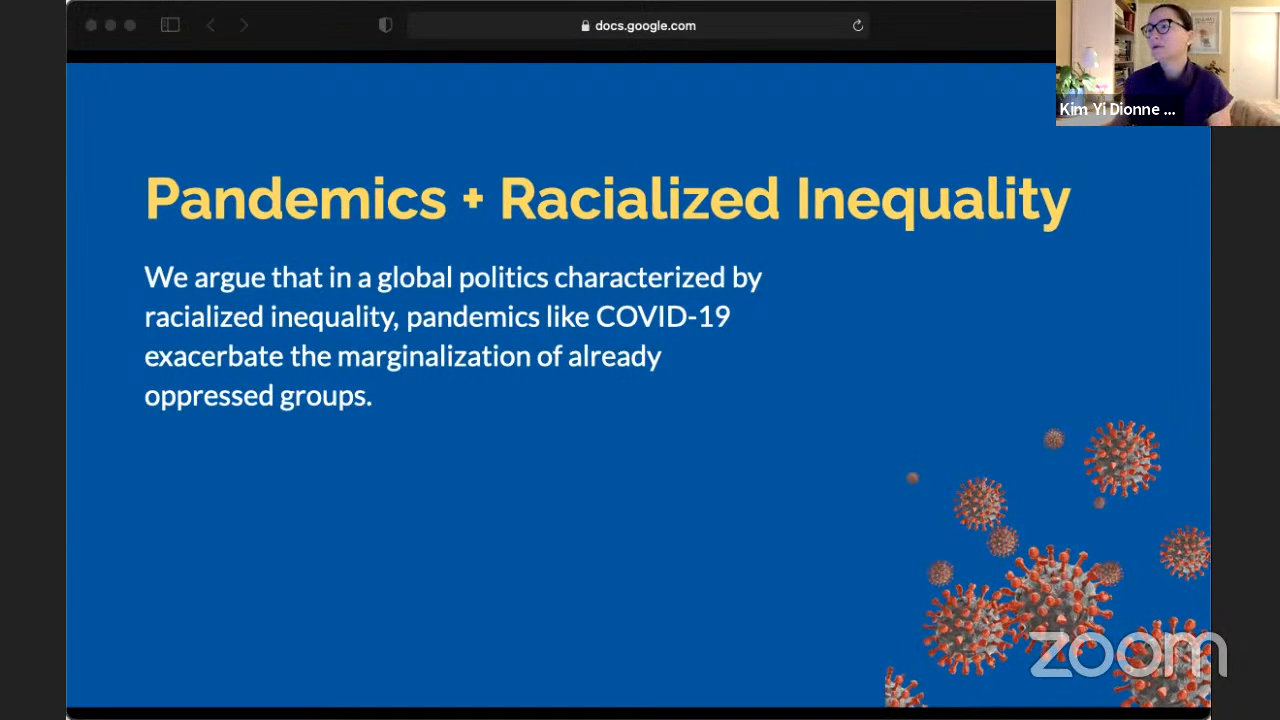 docs.google.com
Kim Yi Dionne ...
Pandemics + Racialized Inequality
We argue that in a global politics characterized by
racialized inequality, pandemics like COVID-19
exacerbate the marginalization of already
oppressed groups.
zoom